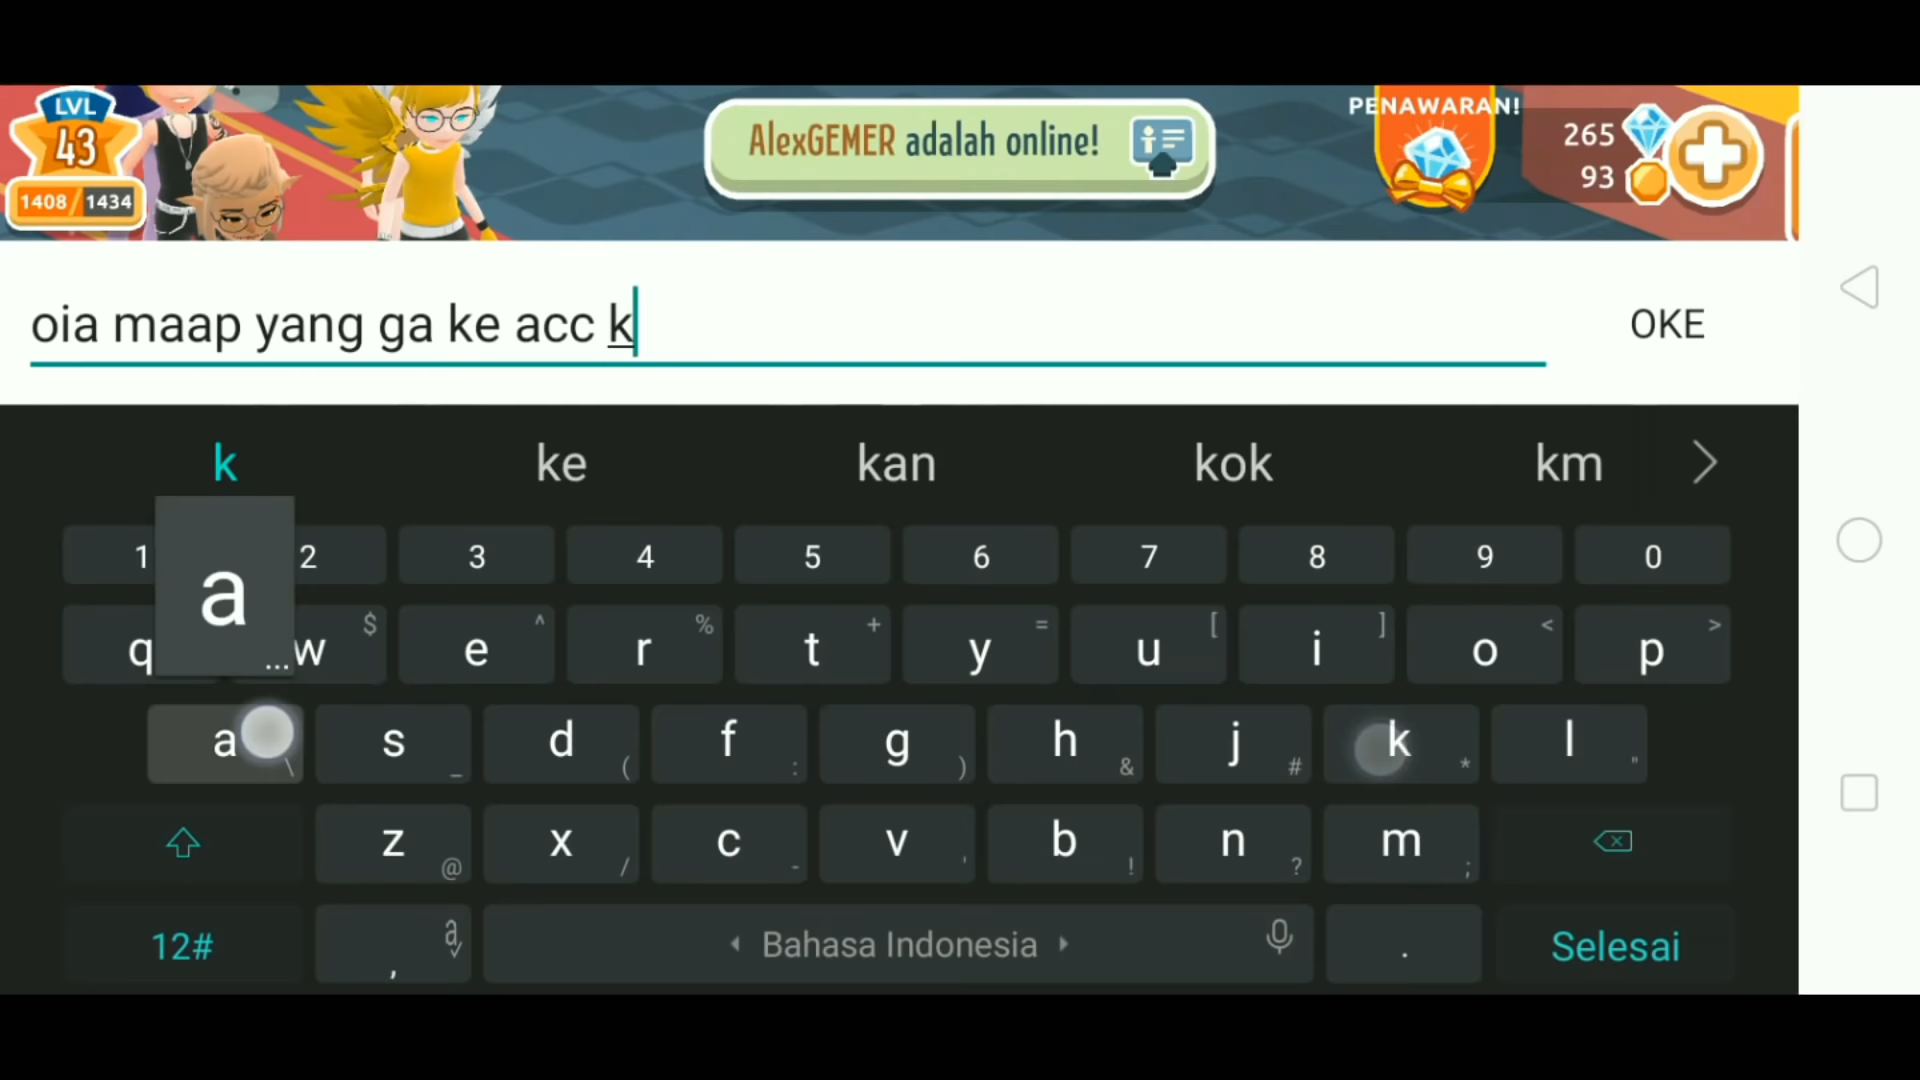 LVL
43
1408 / 1434
AlexGEMER adalah online!
PENAWARAN!
265
93
oia maap yang ga ke acc k
OKE
k ke kan kok km
a
...
1 2 3 4 5 6 7 8 9 0
q w $ e ^ r % t + y = u [ i ] o < p >
a \ s _ d ( f : g ) h & j # k * l "
z @ x / c - v ' b ! n ? m ;
12# , a Bahasa Indonesia . Selesai